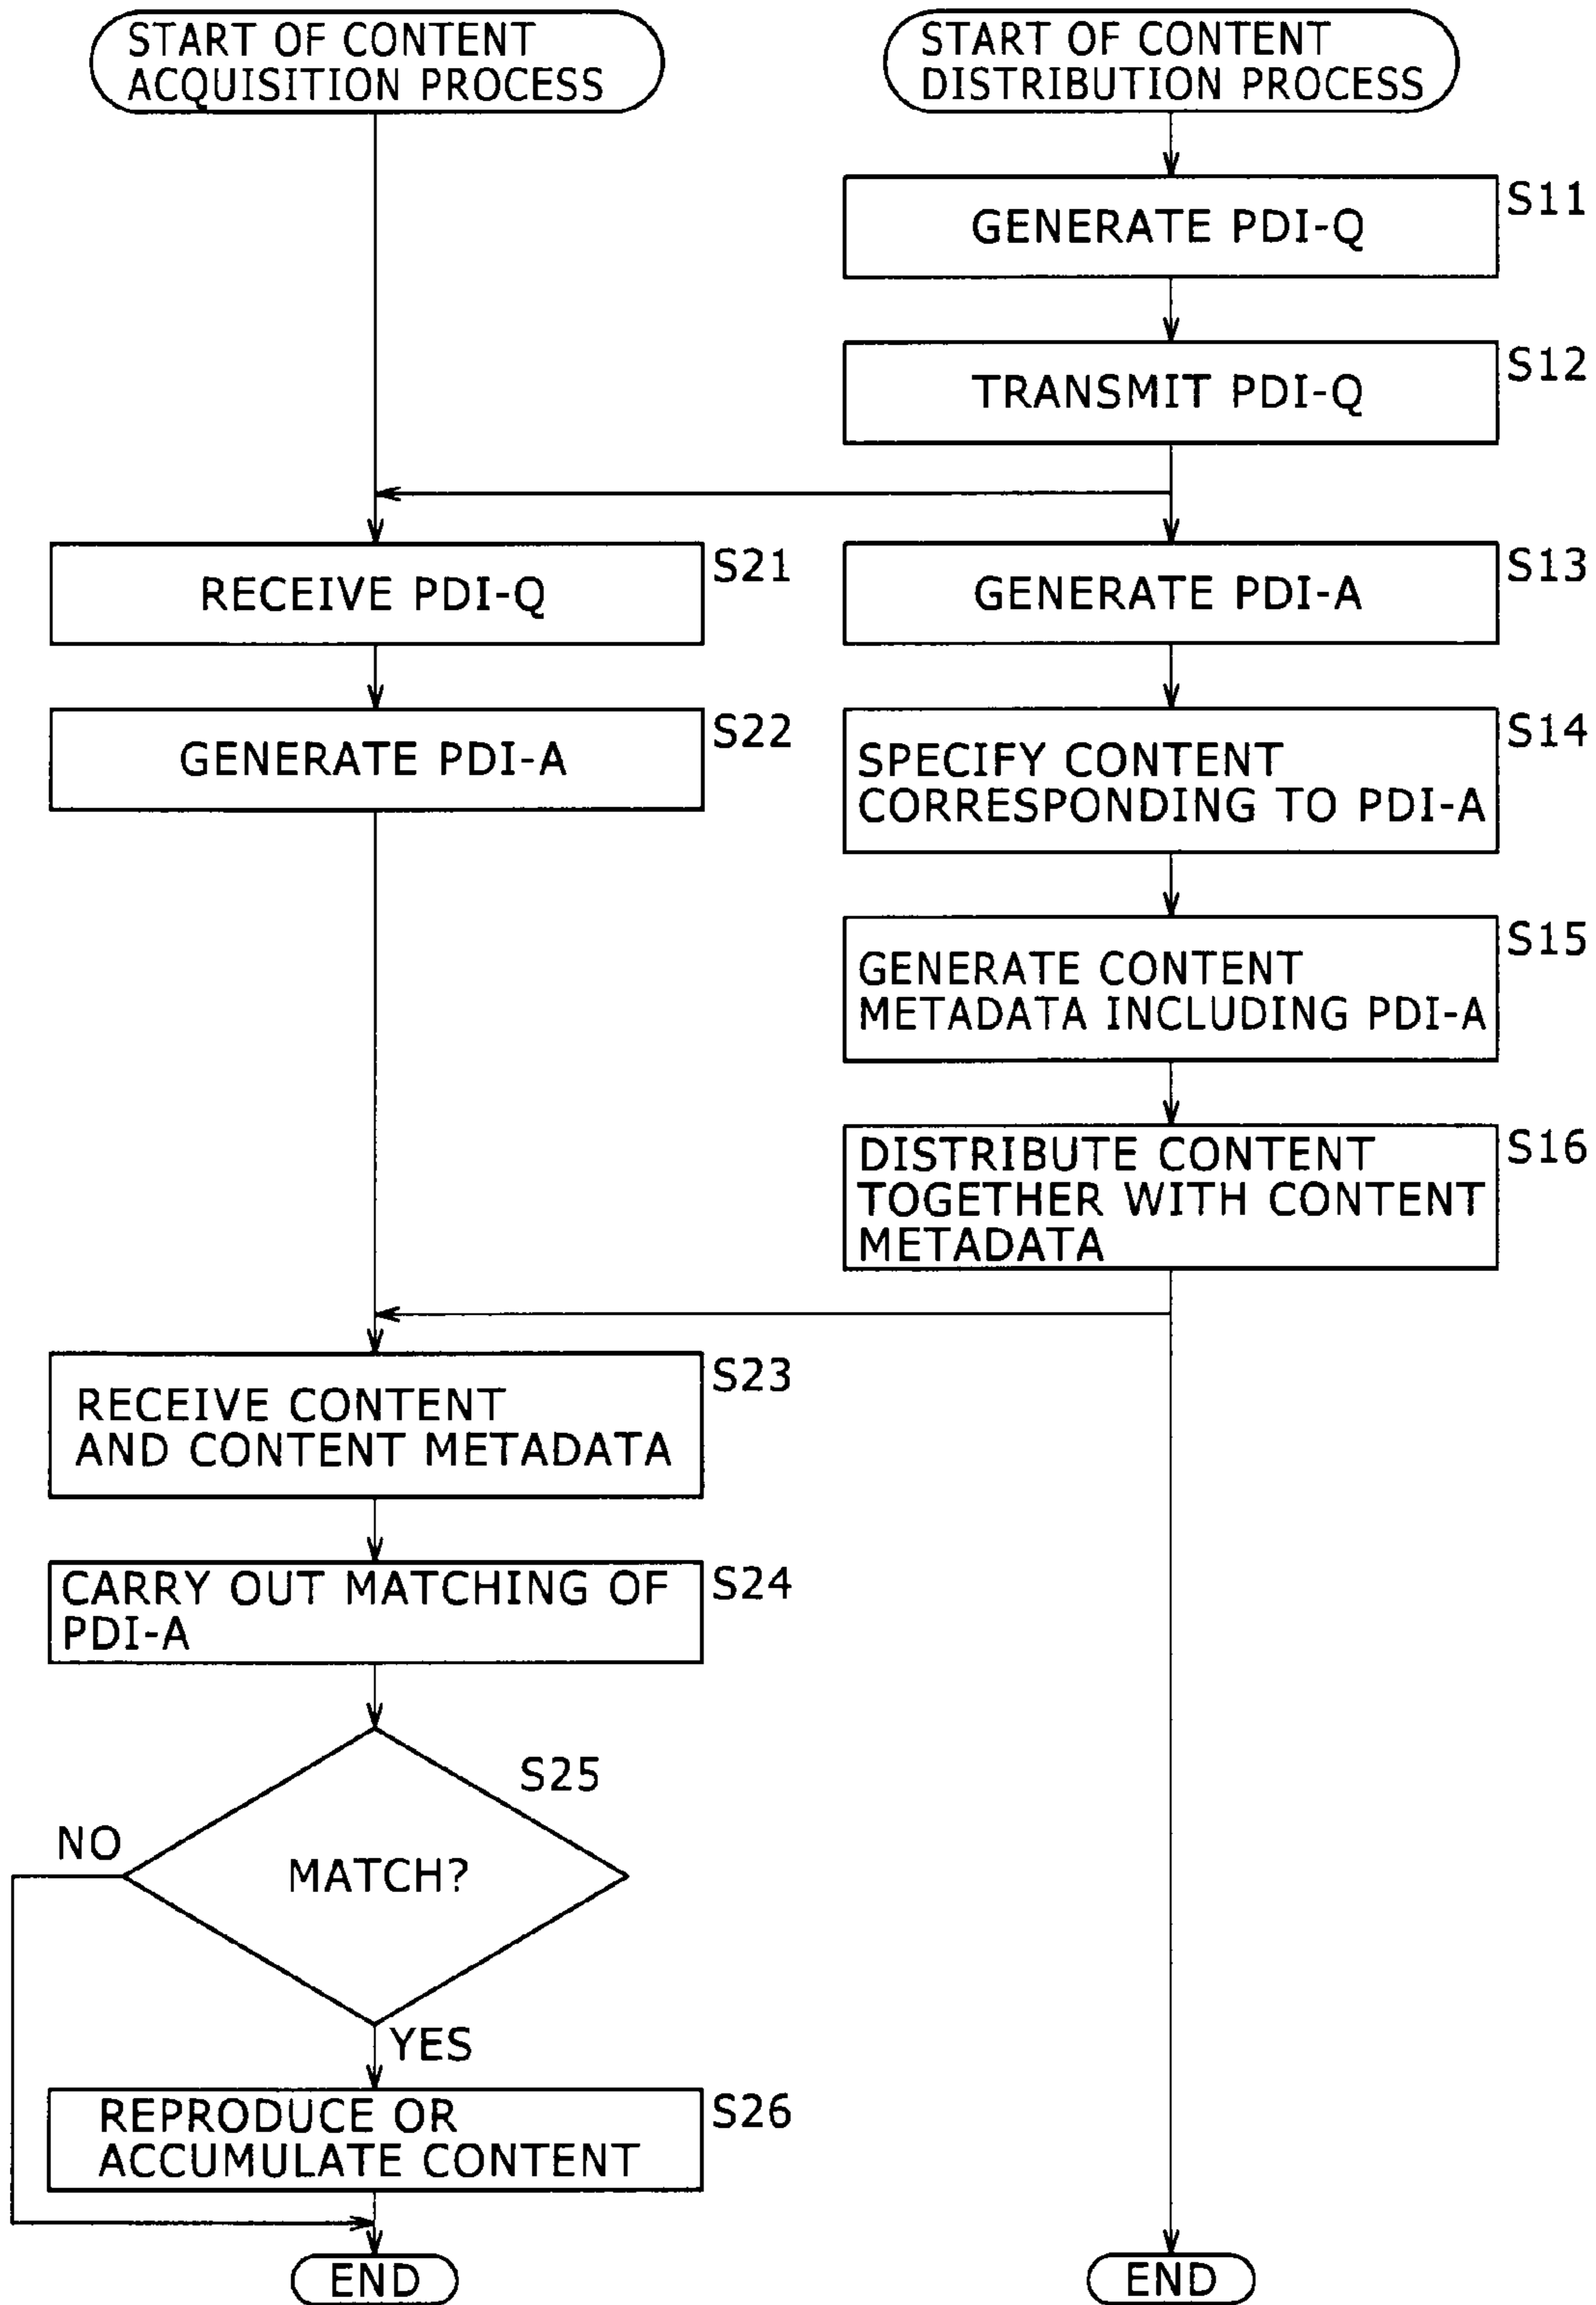 START OF CONTENT
ACQUISITION PROCESS
START OF CONTENT
DISTRIBUTION PROCESS
GENERATE PDI-Q
S11
TRANSMIT PDI-Q
S12
RECEIVE PDI-Q
S21
GENERATE PDI-A
S13
GENERATE PDI-A
S22
SPECIFY CONTENT
CORRESPONDING TO PDI-A
S14
GENERATE CONTENT
METADATA INCLUDING PDI-A
S15
DISTRIBUTE CONTENT
TOGETHER WITH CONTENT
METADATA
S16
RECEIVE CONTENT
AND CONTENT METADATA
S23
CARRY OUT MATCHING OF
PDI-A
S24
S25
NO
MATCH?
YES
REPRODUCE OR
ACCUMULATE CONTENT
S26
END
END